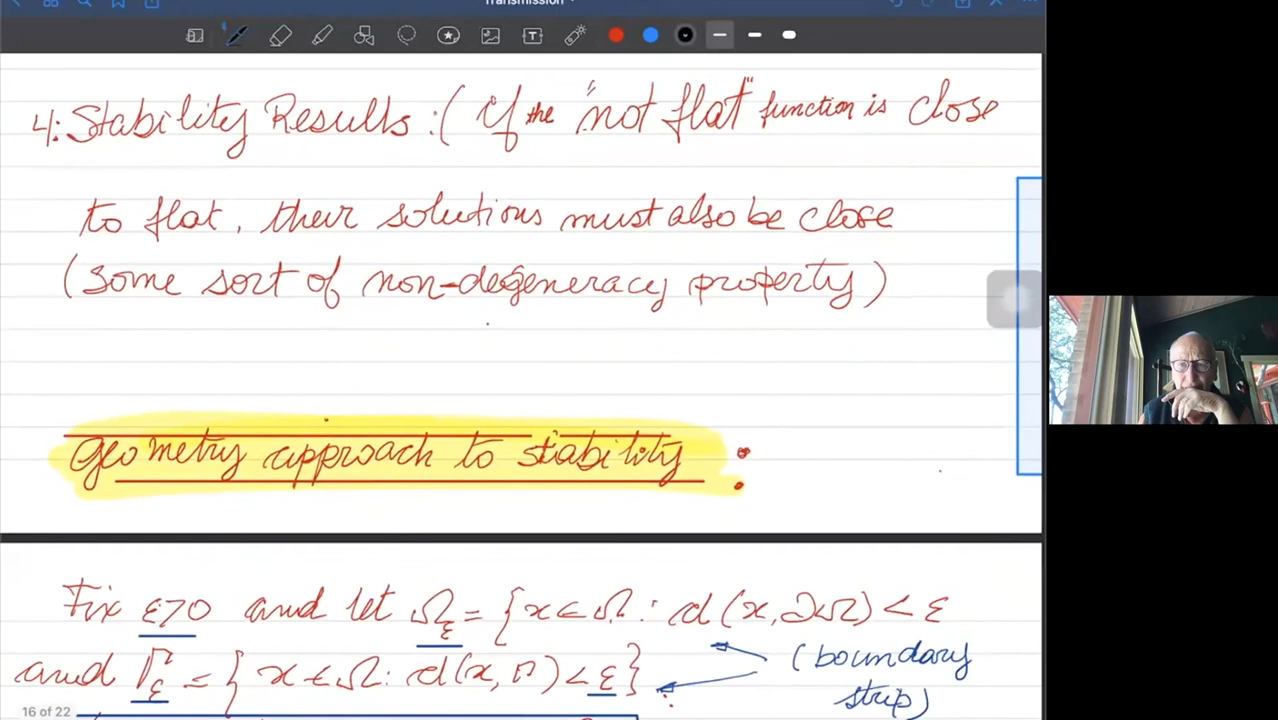 Transmission
4: Stability Results : ( if the "not flat" function is close
to flat, their solutions must also be close
(some sort of non-degeneracy property)
geometry approach to stability :
Fix ε>0 and let Ω_ε = { x ∈ Ω : d(x, ∂Ω) < ε
and Γ_ε = { x ∈ Ω : d(x, Γ) < ε }
(boundary
strip)
16 of 22